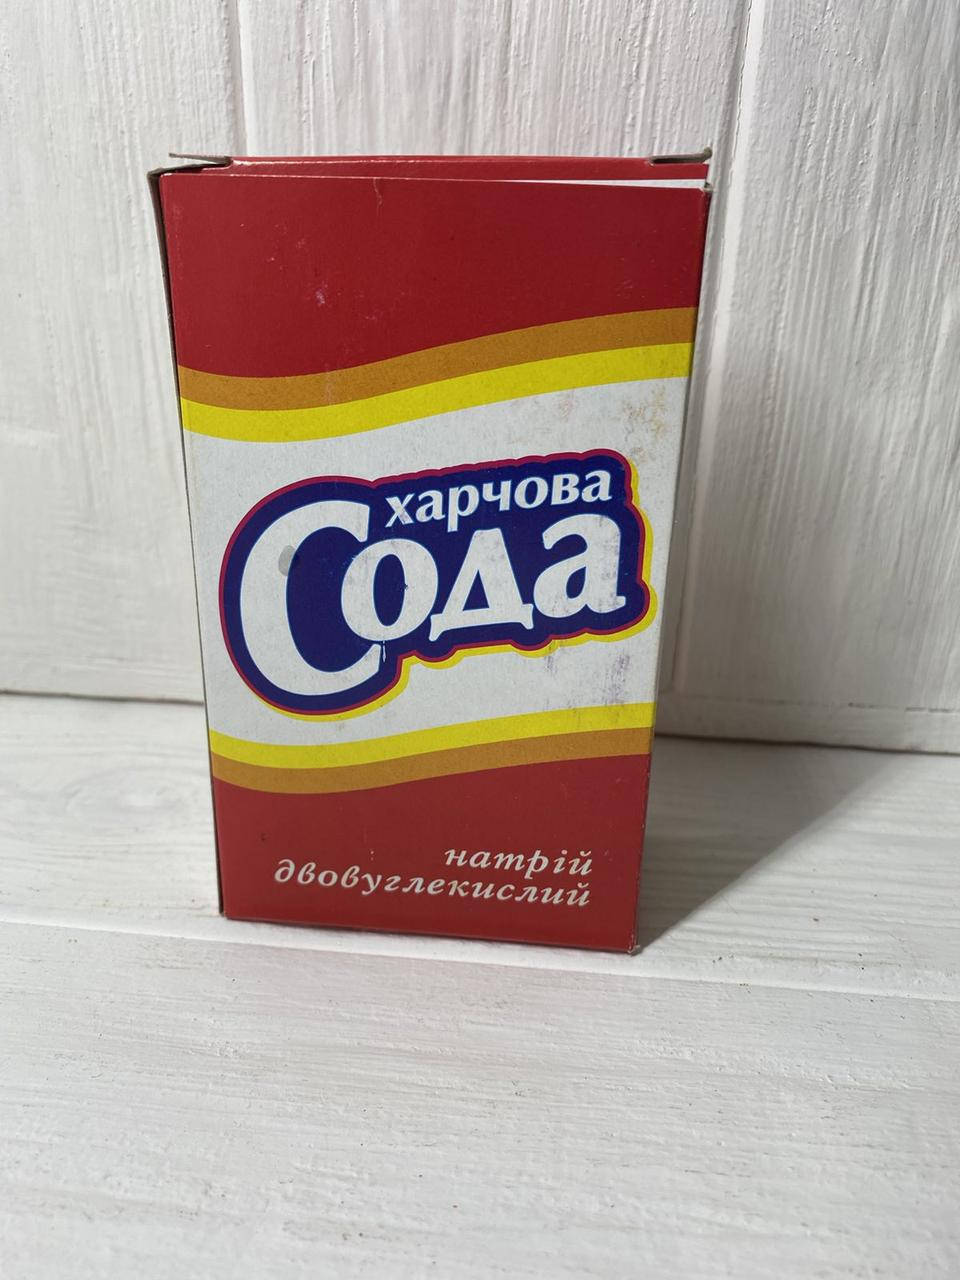 харчова
Сода
натрій
двовуглекислий